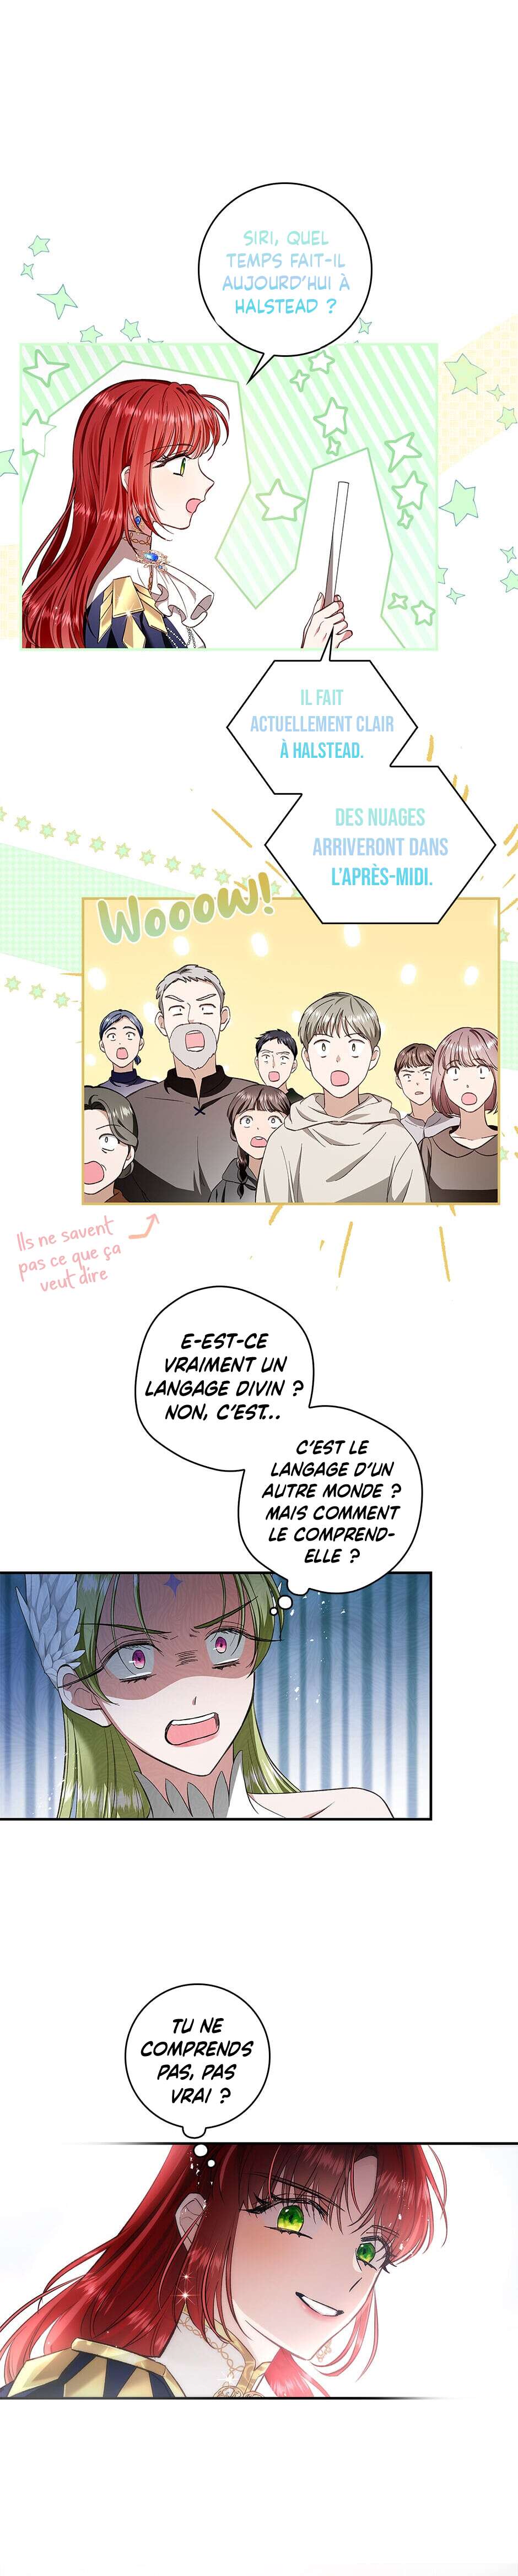 SIRI, QUEL
TEMPS FAIT-IL
AUJOURD'HUI À
HALSTEAD ?
IL FAIT
ACTUELLEMENT CLAIR
À HALSTEAD.
DES NUAGES
ARRIVERONT DANS
L'APRÈS-MIDI.
Wooow!
Ils ne savent
pas ce que ça
veut dire
E-EST-CE
VRAIMENT UN
LANGAGE DIVIN ?
NON, C'EST...
C'EST LE
LANGAGE D'UN
AUTRE MONDE ?
MAIS COMMENT
LE COMPREND-
ELLE ?
TU NE
COMPRENDS
PAS, PAS
VRAI ?